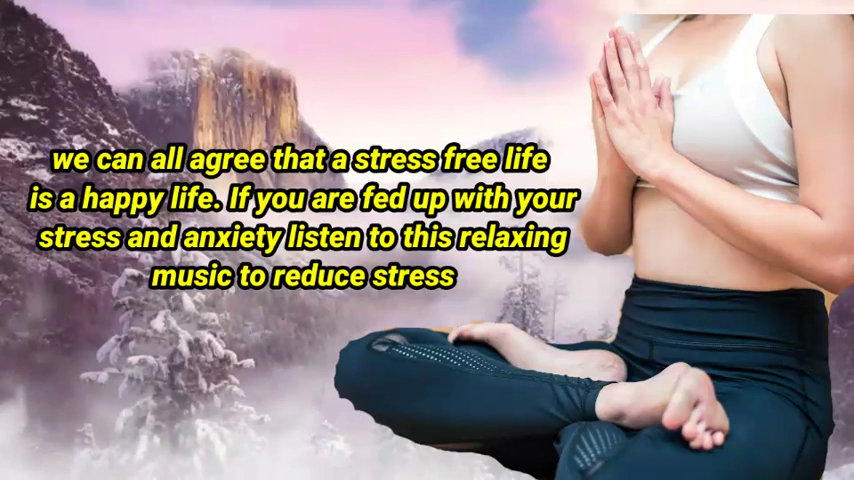 we can all agree that a stress free life
is a happy life. If you are fed up with your
stress and anxiety listen to this relaxing
music to reduce stress